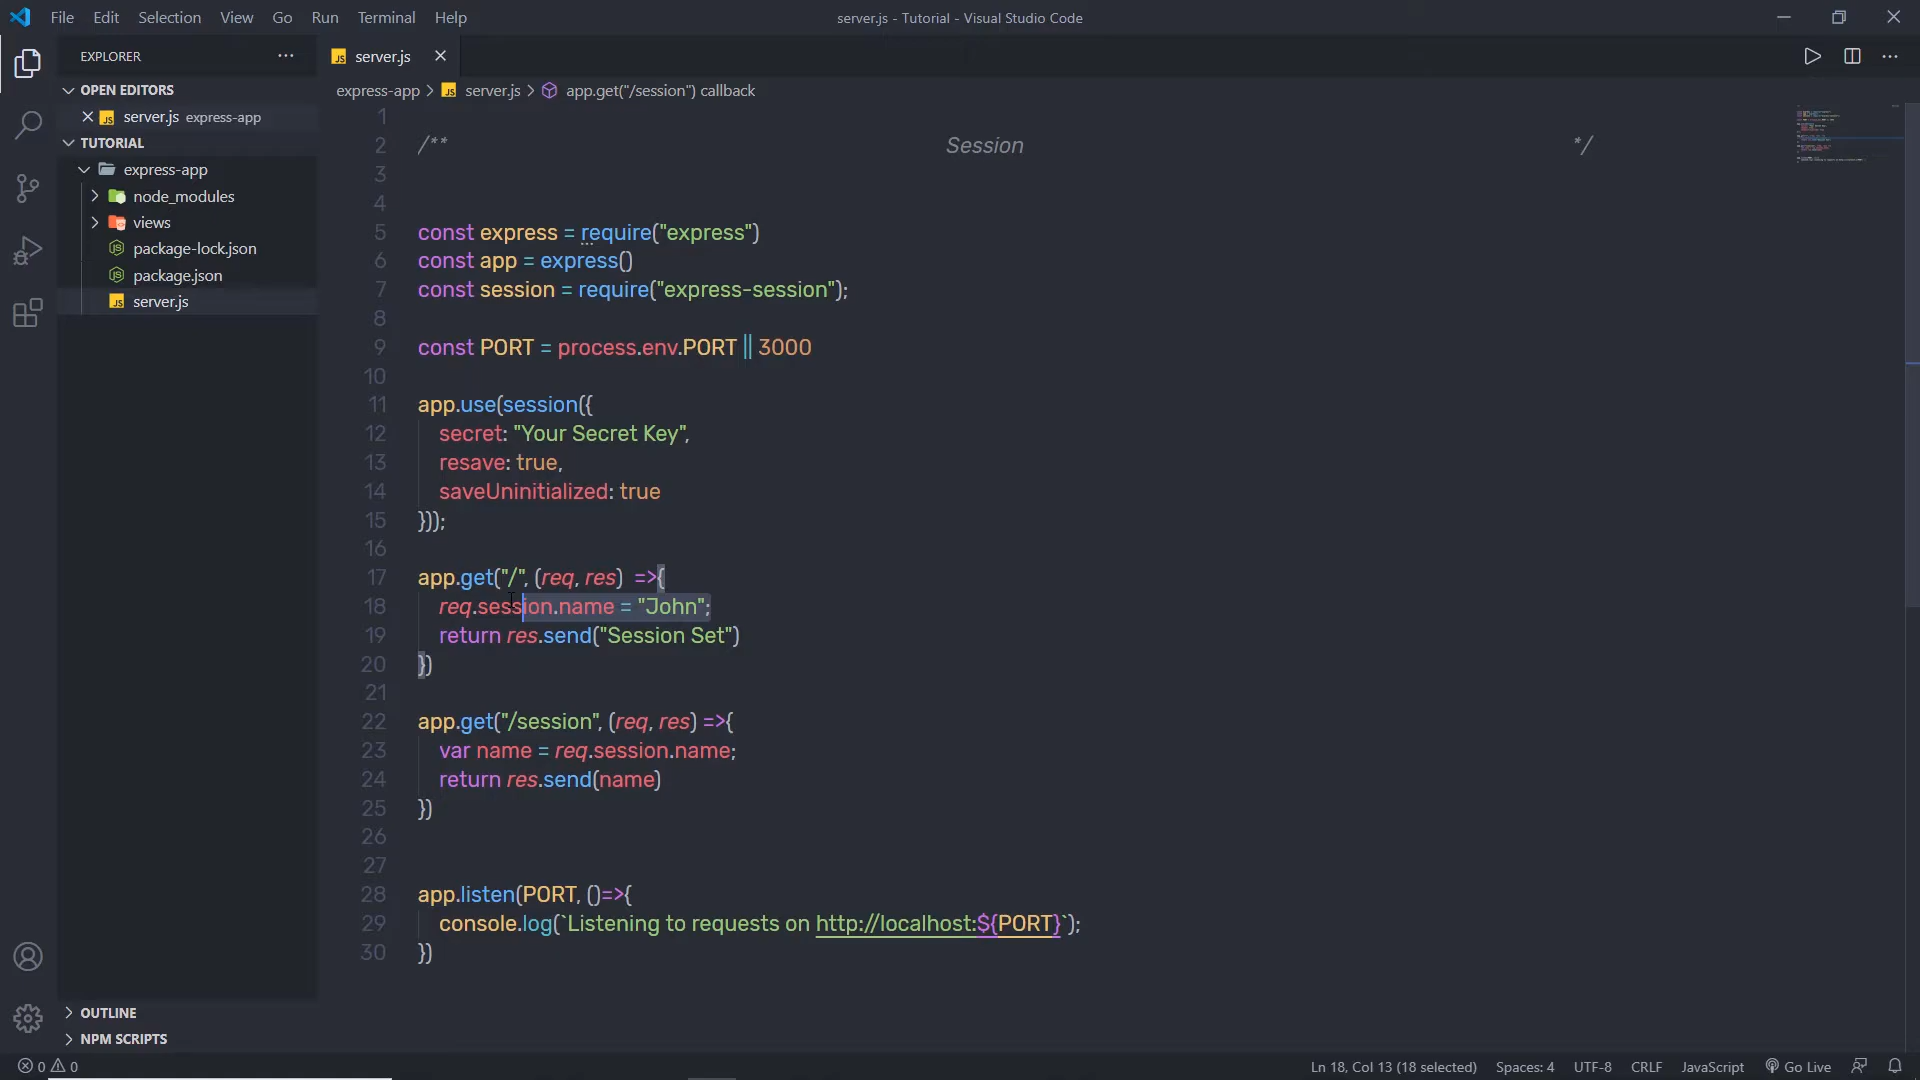 File Edit Selection View Go Run Terminal Help server.js - Tutorial - Visual Studio Code
EXPLORER
server.js
OPEN EDITORS
express-app server.js app.get("/session") callback
server.js express-app
TUTORIAL
express-app
node_modules
views
package-lock.json
package.json
server.js
1
2 /** Session */
3
4
5 const express = require("express")
6 const app = express()
7 const session = require("express-session");
8
9 const PORT = process.env.PORT || 3000
10
11 app.use(session({
12 secret: "Your Secret Key",
13 resave: true,
14 saveUninitialized: true
15 }));
16
17 app.get("/", (req, res) =>{
18 req.session.name = "John";
19 return res.send("Session Set")
20 })
21
22 app.get("/session", (req, res) =>{
23 var name = req.session.name;
24 return res.send(name)
25 })
26
27
28 app.listen(PORT, ()=>{
29 console.log(`Listening to requests on http://localhost:${PORT}`);
30 })
OUTLINE
NPM SCRIPTS
0 0 Ln 18, Col 13 (18 selected) Spaces: 4 UTF-8 CRLF JavaScript Go Live